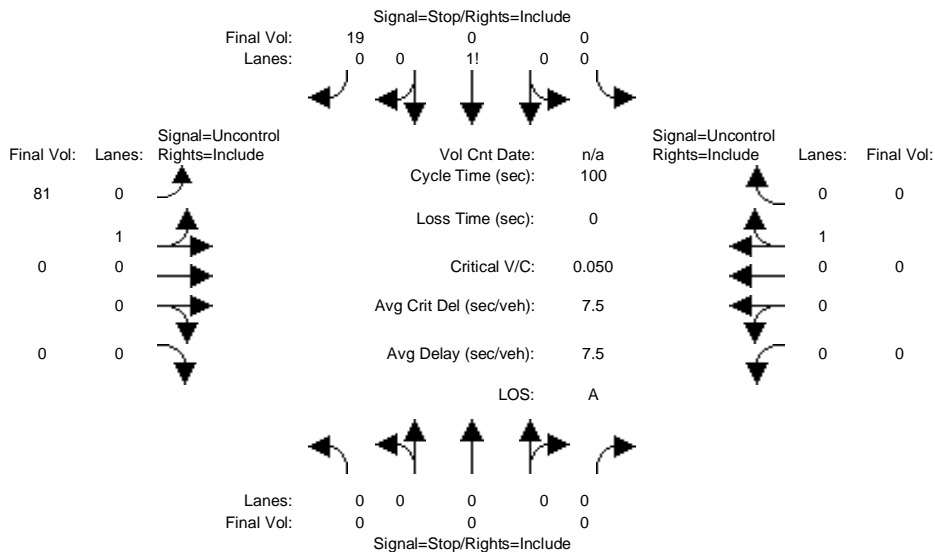 Signal=Stop/Rights=Include
Final Vol: 19 0 0
Lanes: 0 0 1! 0 0
Signal=Uncontrol
Rights=Include
Final Vol: Lanes:
Vol Cnt Date: n/a
Signal=Uncontrol
Rights=Include
Lanes: Final Vol:
Cycle Time (sec): 100
81 0
0 0
Loss Time (sec): 0
1
1
0 0
Critical V/C: 0.050
0 0
0
Avg Crit Del (sec/veh): 7.5
0
0 0
Avg Delay (sec/veh): 7.5
0 0
LOS: A
Lanes: 0 0 0 0 0
Final Vol: 0 0 0
Signal=Stop/Rights=Include